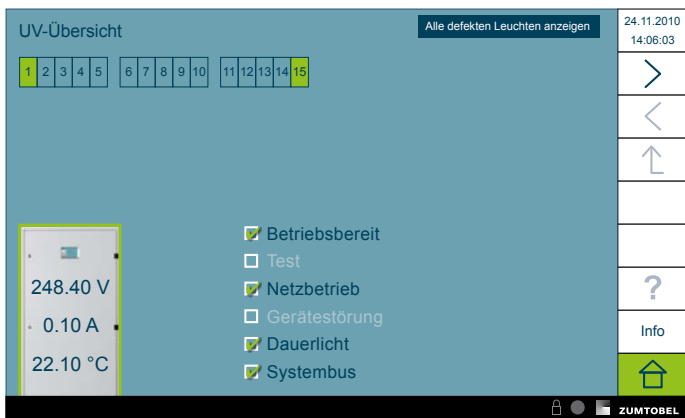 UV-Übersicht
Alle defekten Leuchten anzeigen
24.11.2010
14:06:03
1 2 3 4 5 6 7 8 9 10 11 12 13 14 15
Betriebsbereit
Test
Netzbetrieb
Gerätestörung
Dauerlicht
Systembus
248.40 V
0.10 A
22.10 °C
?
Info
ZUMTOBEL